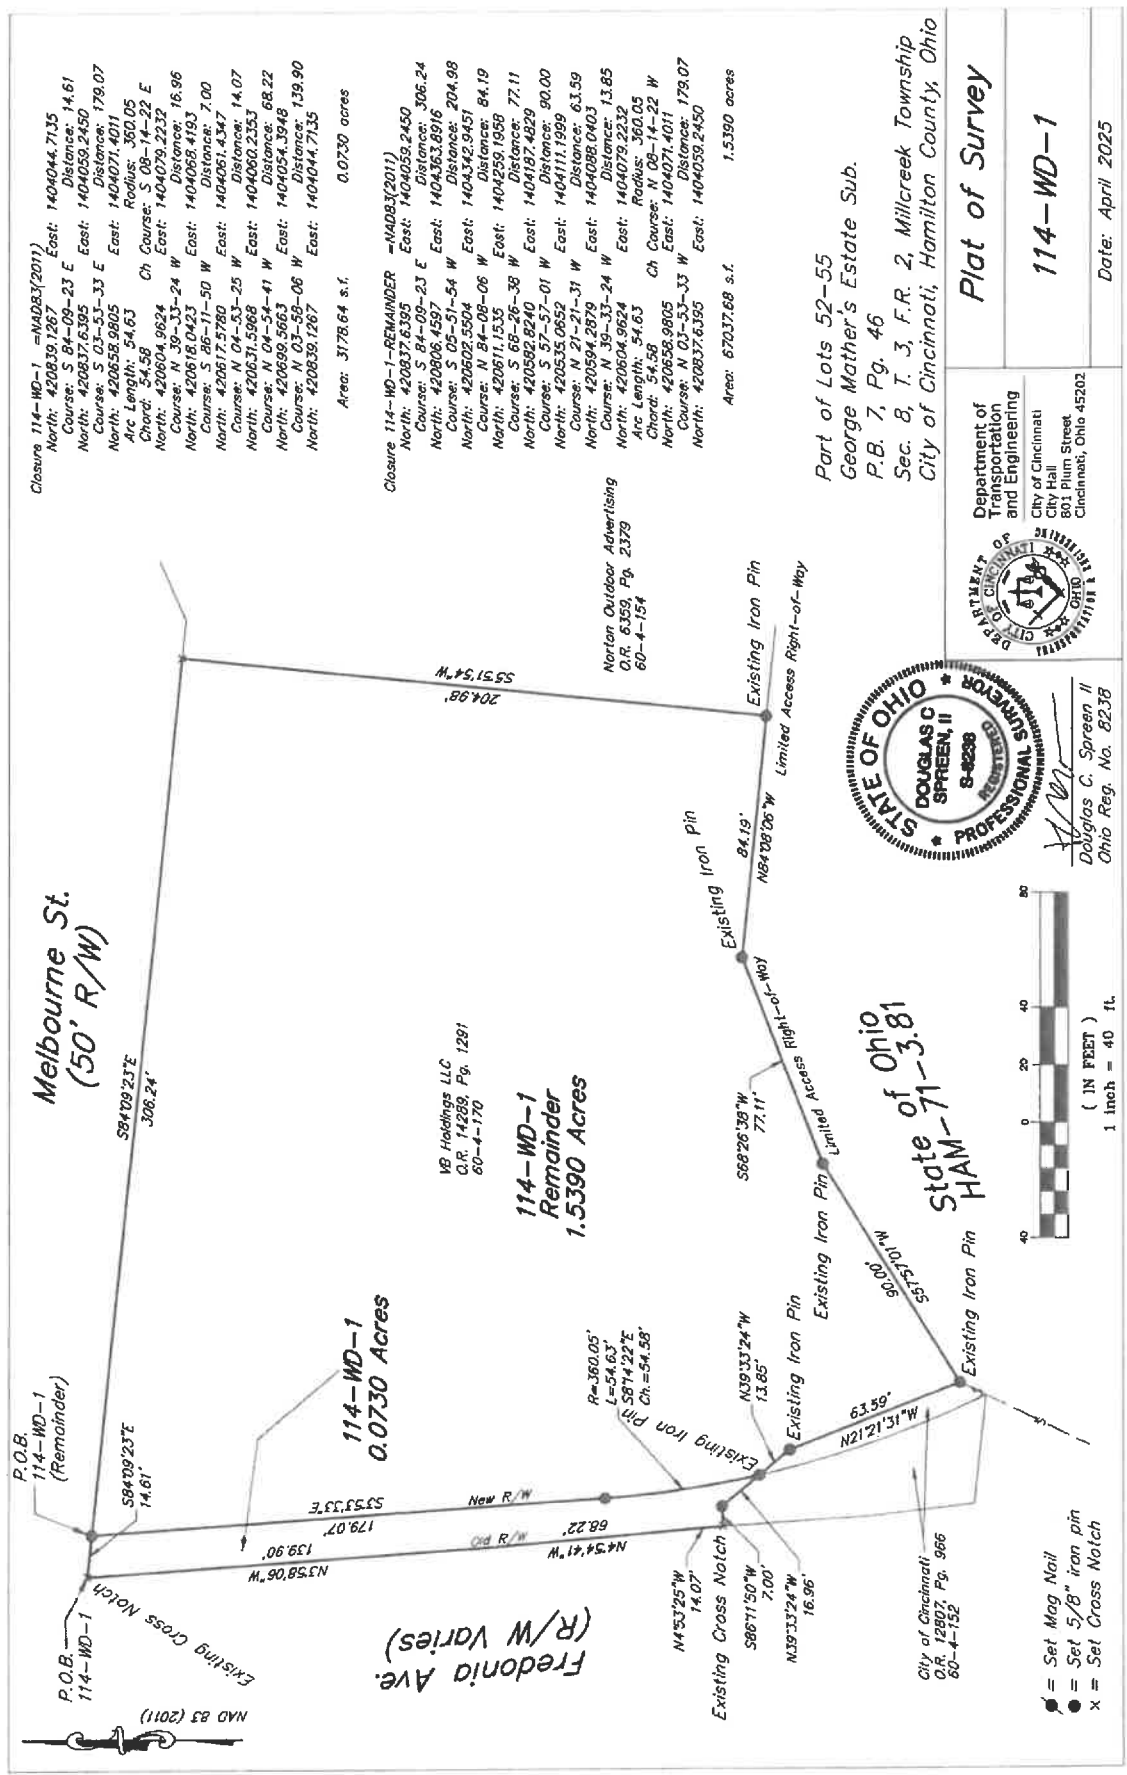 Closure 114-WD-1 =NAD83(2011)
North: 420839.1267 East: 1404044.7135
Course: S 84-09-23 E Distance: 14.61
North: 420837.6395 East: 1404059.2450
Course: S 03-53-33 E Distance: 179.07
North: 420658.9805 East: 1404071.4011
Arc Length: 54.63 Radius: 360.05
Chord: 54.58 Ch Course: S 08-14-22 E
North: 420604.9624 East: 1404079.2232
Course: N 39-33-24 W Distance: 16.96
North: 420618.0423 East: 1404068.4193
Course: S 86-11-50 W Distance: 7.00
North: 420617.5780 East: 1404061.4347
Course: N 04-53-25 W Distance: 14.07
North: 420631.5968 East: 1404060.2353
Course: N 04-54-41 W Distance: 68.22
North: 420699.5663 East: 1404054.3948
Course: N 03-58-06 W Distance: 139.90
North: 420839.1267 East: 1404044.7135
Area: 3178.64 s.f. 0.0730 acres
Closure 114-WD-1-REMAINDER =NAD83(2011)
North: 420837.6395 East: 1404059.2450
Course: S 84-09-23 E Distance: 306.24
North: 420806.4597 East: 1404363.8916
Course: S 05-51-54 W Distance: 204.98
North: 420602.5504 East: 1404342.9451
Course: N 84-08-06 W Distance: 84.19
North: 420611.1535 East: 1404259.1958
Course: S 68-26-38 W Distance: 77.11
North: 420582.8240 East: 1404187.4829
Course: S 57-57-01 W Distance: 90.00
North: 420535.0652 East: 1404111.1999
Course: N 21-21-31 W Distance: 63.59
North: 420594.2879 East: 1404088.0403
Course: N 39-33-24 W Distance: 13.85
North: 420604.9624 East: 1404079.2232
Arc Length: 54.63 Radius: 360.05
Chord: 54.58 Ch Course: N 08-14-22 W
North: 420658.9805 East: 1404071.4011
Course: N 03-53-33 W Distance: 179.07
North: 420837.6395 East: 1404059.2450
Area: 67037.68 s.f. 1.5390 acres
Melbourne St.
(50' R/W)
S84°09'23"E
306.24'
P.O.B.
114-WD-1
(Remainder)
S84°09'23"E
14.61'
P.O.B.
114-WD-1
Existing Cross Notch
NAD 83 (2011)
S5°51'54"W
204.98'
Norton Outdoor Advertising
O.R. 6359, Pg. 2379
60-4-154
VB Holdings LLC
O.R. 14289, Pg. 1291
60-4-170
114-WD-1
Remainder
1.5390 Acres
114-WD-1
0.0730 Acres
S3°53'33"E
179.07'
New R/W
139.90'
N3°58'06"W
Old R/W
68.22'
N4°54'41"W
Fredonia Ave.
(R/W Varies)
R=360.05'
L=54.63'
S8°14'22"E
Ch.=54.58'
Existing Iron Pin
N39°33'24"W
13.85'
Existing Iron Pin
63.59'
N21°21'31"W
Existing Iron Pin
90.00'
S57°57'01"W
Existing Iron Pin
S68°26'38"W
77.11'
Limited Access Right-of-Way
Existing Iron Pin
84.19'
N84°08'06"W
Existing Iron Pin
Limited Access Right-of-Way
N4°53'25"W
14.07'
Existing Cross Notch
S86°11'50"W
7.00'
N39°33'24"W
16.96'
City of Cincinnati
O.R. 12807, Pg. 966
60-4-152
State of Ohio
HAM-71-3.81
= Set Mag Nail
= Set 5/8" iron pin
x = Set Cross Notch
40 0 20 40 80
( IN FEET )
1 inch = 40 ft.
STATE OF OHIO
DOUGLAS C
SPREEN, II
S-8238
REGISTERED
PROFESSIONAL SURVEYOR
Douglas C. Spreen II
Ohio Reg. No. 8238
Part of Lots 52-55
George Mather's Estate Sub.
P.B. 7, Pg. 46
Sec. 8, T. 3, F.R. 2, Millcreek Township
City of Cincinnati, Hamilton County, Ohio
DEPARTMENT OF
TRANSPORTATION & ENGINEERING
CITY OF CINCINNATI
OHIO
Department of
Transportation
and Engineering
City of Cincinnati
City Hall
801 Plum Street
Cincinnati, Ohio 45202
Plat of Survey
114-WD-1
Date: April 2025